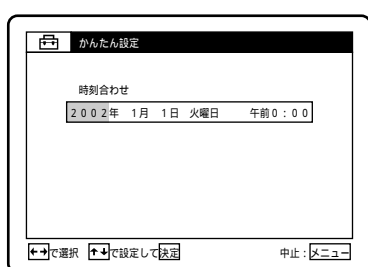 かんたん設定
時刻合わせ
2002年 1月 1日 火曜日 午前0:00
←→で選択 ↑↓で設定して決定 中止:メニュー